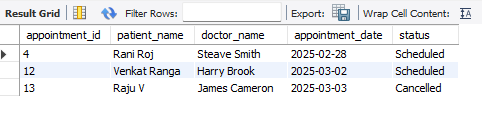 Result Grid Filter Rows: Export: Wrap Cell Content:
appointment_id patient_name doctor_name appointment_date status
4 Rani Roj Steave Smith 2025-02-28 Scheduled
12 Venkat Ranga Harry Brook 2025-03-02 Scheduled
13 Raju V James Cameron 2025-03-03 Cancelled